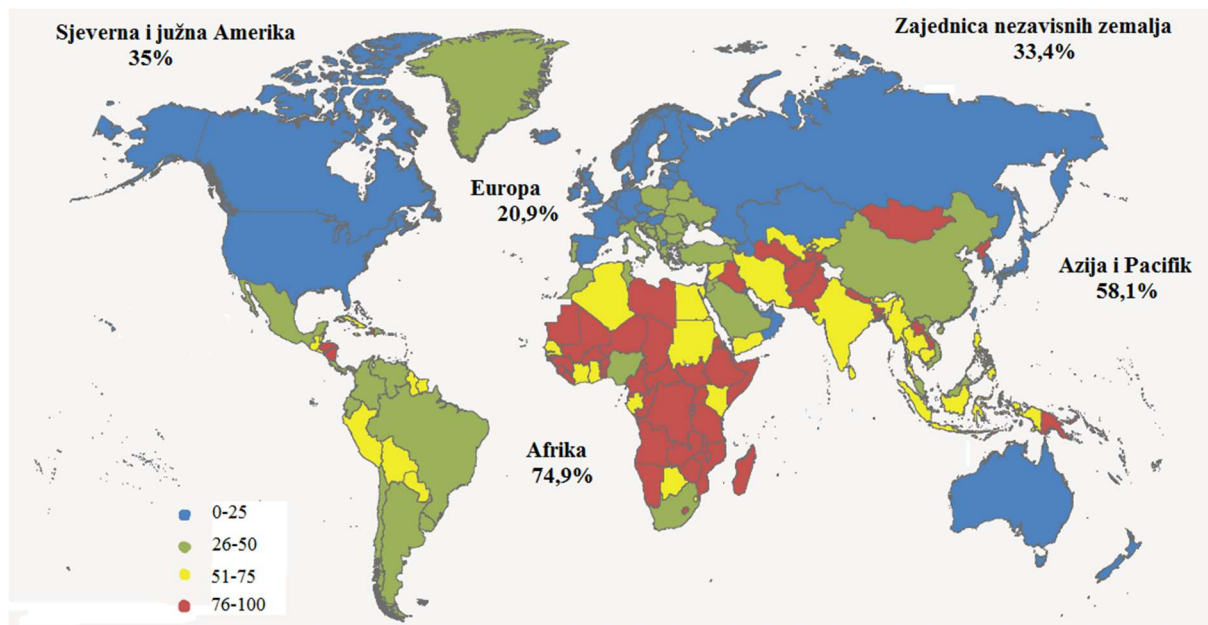 Sjeverna i južna Amerika
35%
Zajednica nezavisnih zemalja
33,4%
Europa
20,9%
Azija i Pacifik
58,1%
Afrika
74,9%
0-25
26-50
51-75
76-100